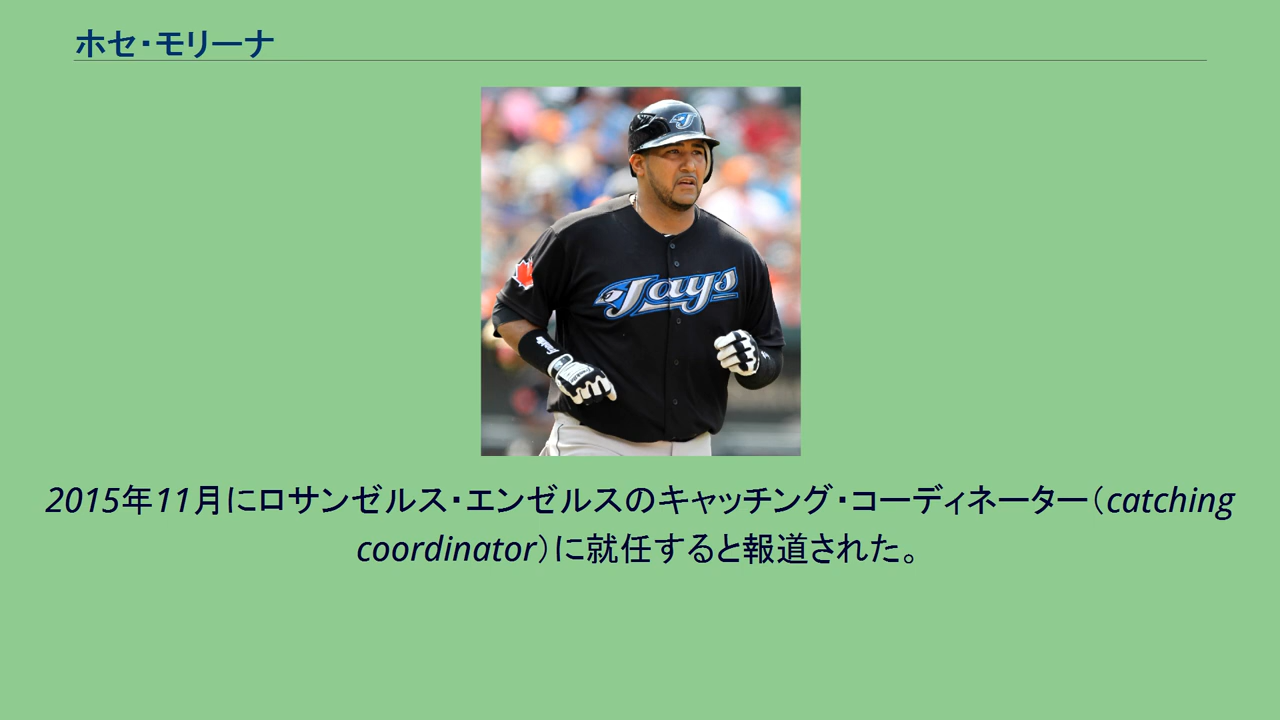 ホセ・モリーナ
Jays
2015年11月にロサンゼルス・エンゼルスのキャッチング・コーディネーター（catching
coordinator）に就任すると報道された。